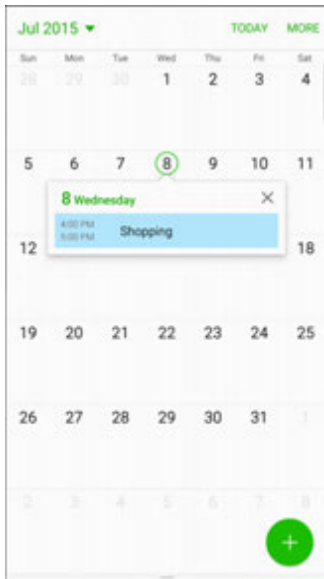 Jul 2015 TODAY MORE
Sun Mon Tue Wed Thu Fri Sat
28 29 30 1 2 3 4
5 6 7 8 9 10 11
8 Wednesday
4:00 PM
5:00 PM
Shopping
12 18
19 20 21 22 23 24 25
26 27 28 29 30 31 1
2 3 4 5 6 7 8